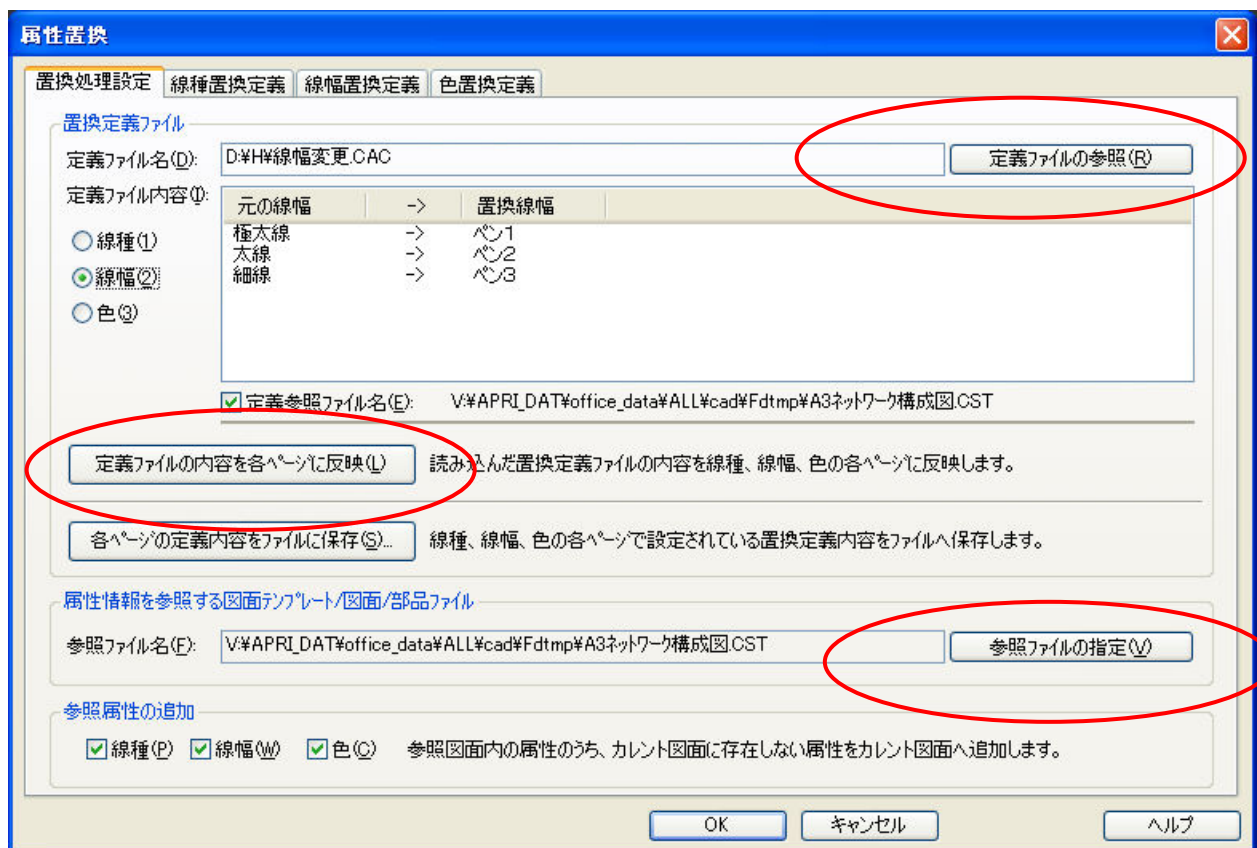 属性置換
置換処理設定 線種置換定義 線幅置換定義 色置換定義
置換定義ファイル
定義ファイル名(D): D:¥H¥線幅変更.CAC 定義ファイルの参照(R)
定義ファイル内容(I):
元の線幅 -> 置換線幅
極太線 -> ペン1
太線 -> ペン2
細線 -> ペン3
線種(1)
線幅(2)
色(3)
定義参照ファイル名(E): V:¥APRI_DAT¥office_data¥ALL¥cad¥Fdtmp¥A3ネットワーク構成図.CST
定義ファイルの内容を各ページに反映(L) 読み込んだ置換定義ファイルの内容を線種、線幅、色の各ページに反映します。
各ページの定義内容をファイルに保存(S)... 線種、線幅、色の各ページで設定されている置換定義内容をファイルへ保存します。
属性情報を参照する図面テンプレート/図面/部品ファイル
参照ファイル名(F): V:¥APRI_DAT¥office_data¥ALL¥cad¥Fdtmp¥A3ネットワーク構成図.CST 参照ファイルの指定(V)
参照属性の追加
線種(P) 線幅(W) 色(C) 参照図面内の属性のうち、カレント図面に存在しない属性をカレント図面へ追加します。
OK キャンセル ヘルプ